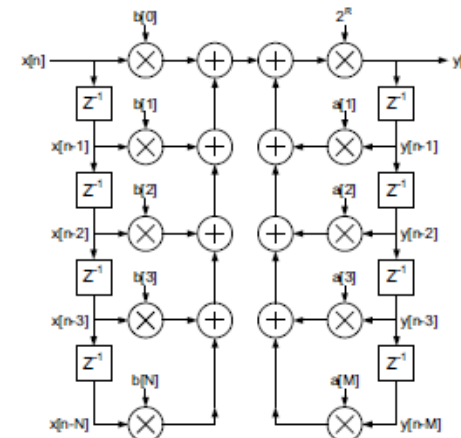 b[0] 2^R
x[n] y[
Z⁻¹ b[1] a[1] Z⁻¹
x[n-1] y[n-1]
Z⁻¹ b[2] a[2] Z⁻¹
x[n-2] y[n-2]
Z⁻¹ b[3] a[3] Z⁻¹
x[n-3] y[n-3]
Z⁻¹ b[N] a[M] Z⁻¹
x[n-N] y[n-M]